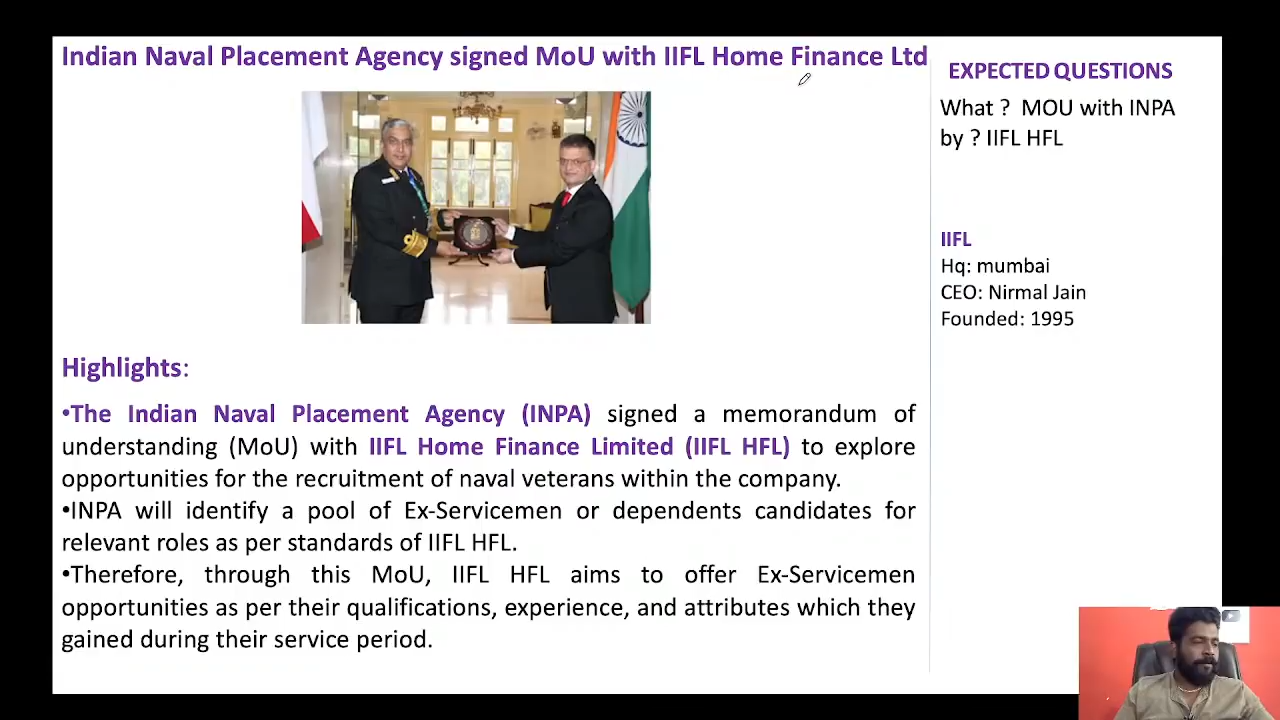 Indian Naval Placement Agency signed MoU with IIFL Home Finance Ltd
Highlights:
•The Indian Naval Placement Agency (INPA) signed a memorandum of
understanding (MoU) with IIFL Home Finance Limited (IIFL HFL) to explore
opportunities for the recruitment of naval veterans within the company.
•INPA will identify a pool of Ex-Servicemen or dependents candidates for
relevant roles as per standards of IIFL HFL.
•Therefore, through this MoU, IIFL HFL aims to offer Ex-Servicemen
opportunities as per their qualifications, experience, and attributes which they
gained during their service period.
EXPECTED QUESTIONS
What ? MOU with INPA
by ? IIFL HFL
IIFL
Hq: mumbai
CEO: Nirmal Jain
Founded: 1995